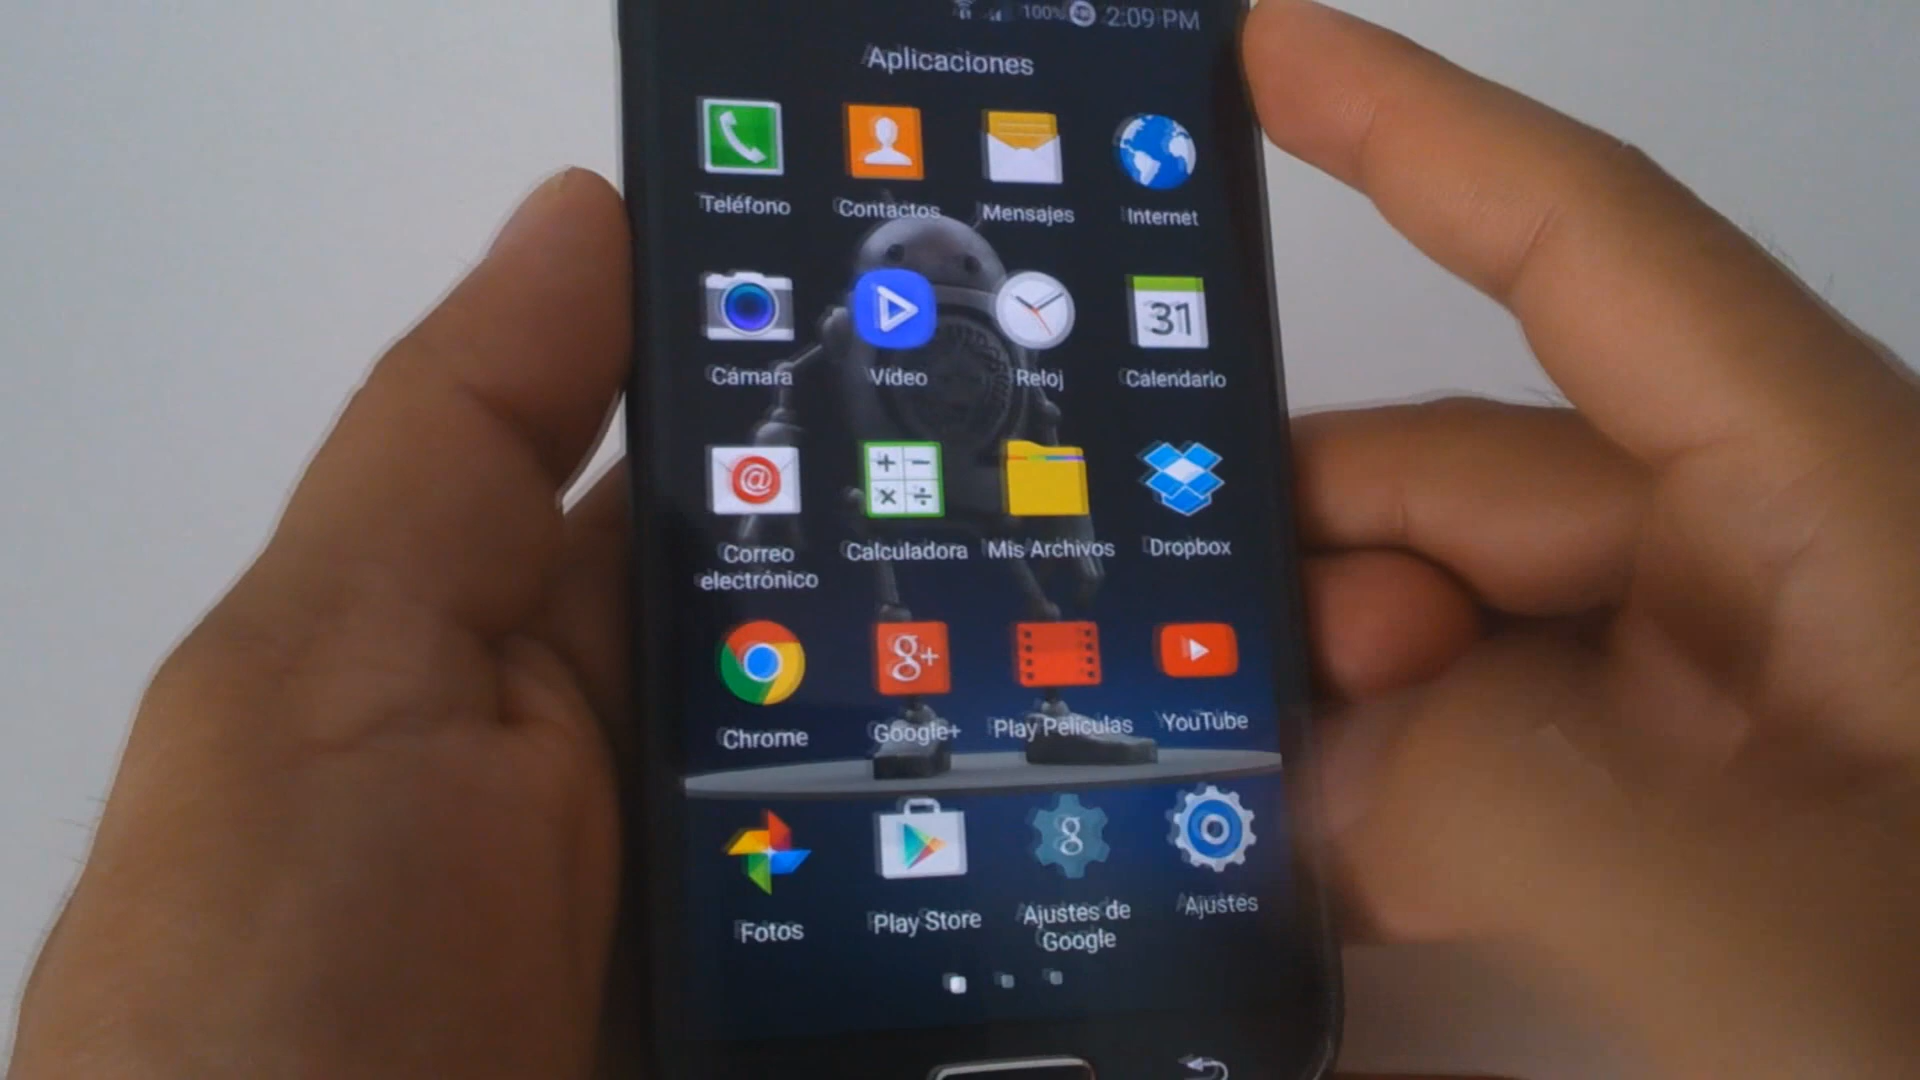 100% 2:09 PM
Aplicaciones
Teléfono Contactos Mensajes Internet
31
Cámara Vídeo Reloj Calendario
@ + − × ÷
Correo electrónico Calculadora Mis Archivos Dropbox
g+
Chrome Google+ Play Películas YouTube
g
Fotos Play Store Ajustes de Google Ajustes